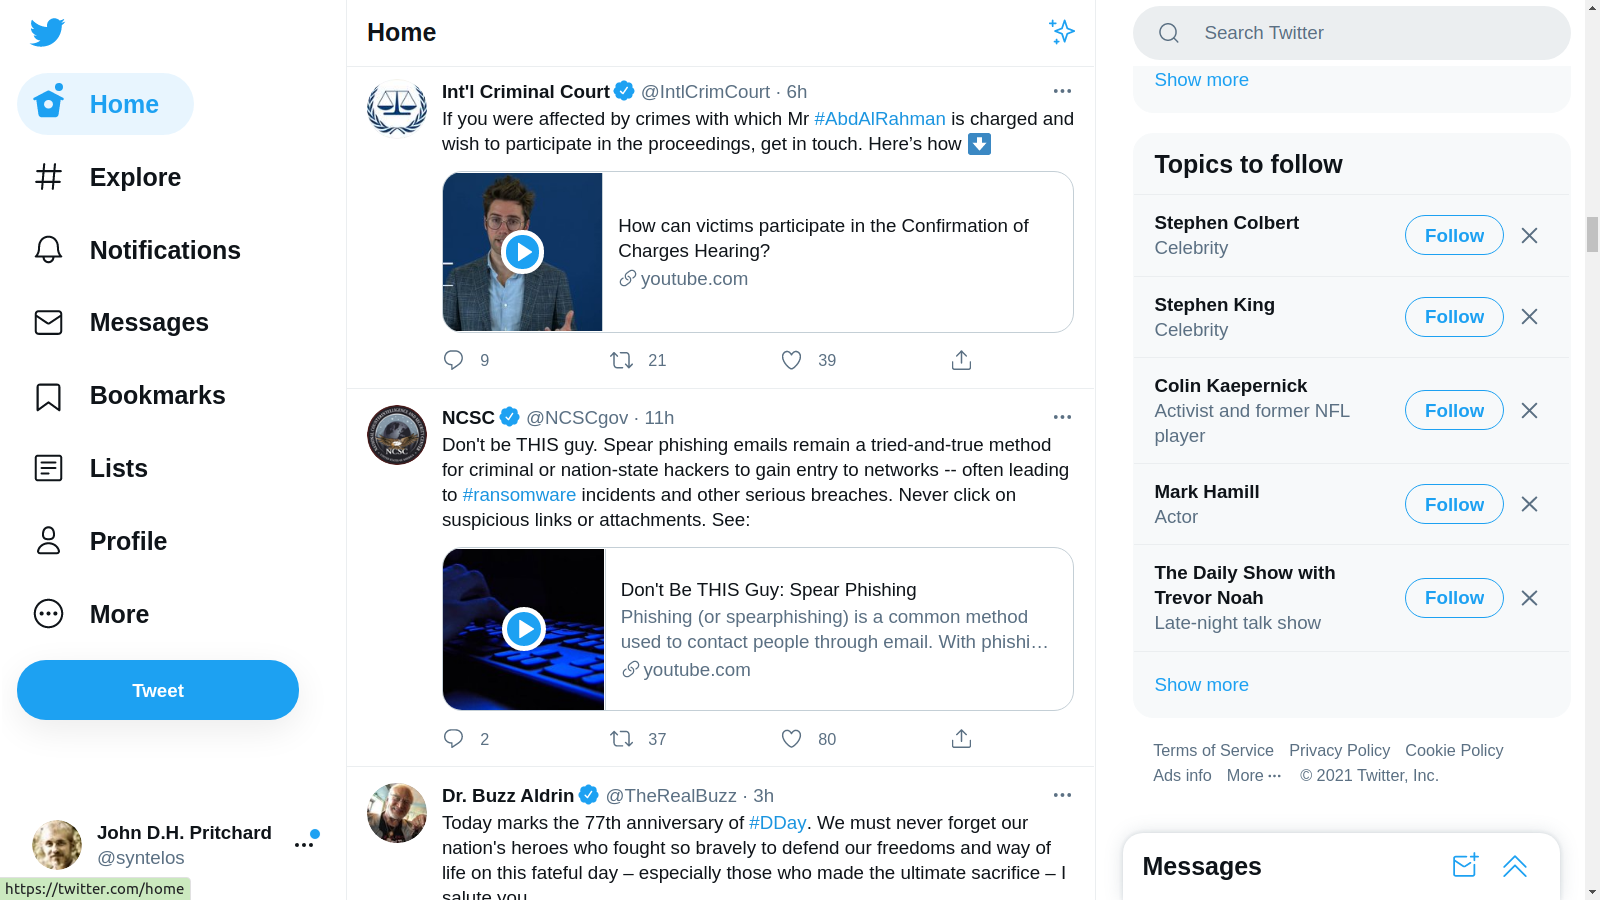 Home
Explore
Notifications
Messages
Bookmarks
Lists
Profile
More
Tweet
John D.H. Pritchard
@syntelos
https://twitter.com/home
Home
Int'l Criminal Court @IntlCrimCourt · 6h
If you were affected by crimes with which Mr #AbdAlRahman is charged and
wish to participate in the proceedings, get in touch. Here’s how
How can victims participate in the Confirmation of
Charges Hearing?
youtube.com
9 21 39
NCSC @NCSCgov · 11h
Don't be THIS guy. Spear phishing emails remain a tried-and-true method
for criminal or nation-state hackers to gain entry to networks -- often leading
to #ransomware incidents and other serious breaches. Never click on
suspicious links or attachments. See:
Don't Be THIS Guy: Spear Phishing
Phishing (or spearphishing) is a common method
used to contact people through email. With phishi…
youtube.com
2 37 80
Dr. Buzz Aldrin @TheRealBuzz · 3h
Today marks the 77th anniversary of #DDay. We must never forget our
nation's heroes who fought so bravely to defend our freedoms and way of
life on this fateful day – especially those who made the ultimate sacrifice – I
salute you
Search Twitter
Show more
Topics to follow
Stephen Colbert
Celebrity
Follow
Stephen King
Celebrity
Follow
Colin Kaepernick
Activist and former NFL
player
Follow
Mark Hamill
Actor
Follow
The Daily Show with
Trevor Noah
Late-night talk show
Follow
Show more
Terms of Service Privacy Policy Cookie Policy
Ads info More ··· © 2021 Twitter, Inc.
Messages